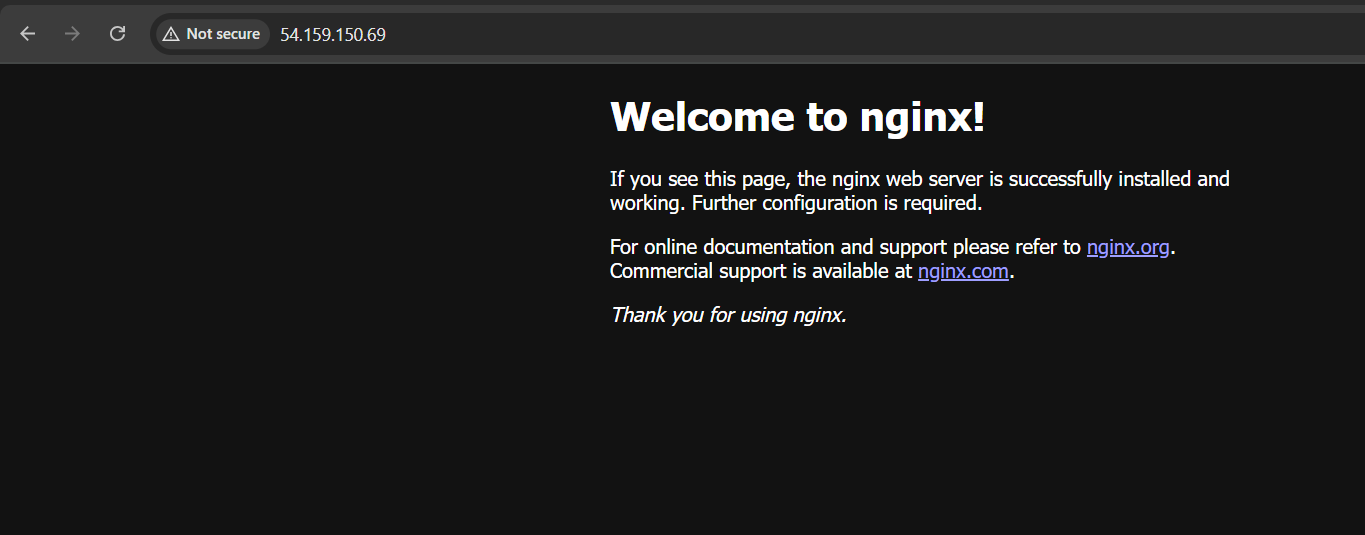 Not secure 54.159.150.69
Welcome to nginx!
If you see this page, the nginx web server is successfully installed and
working. Further configuration is required.
For online documentation and support please refer to nginx.org.
Commercial support is available at nginx.com.
Thank you for using nginx.